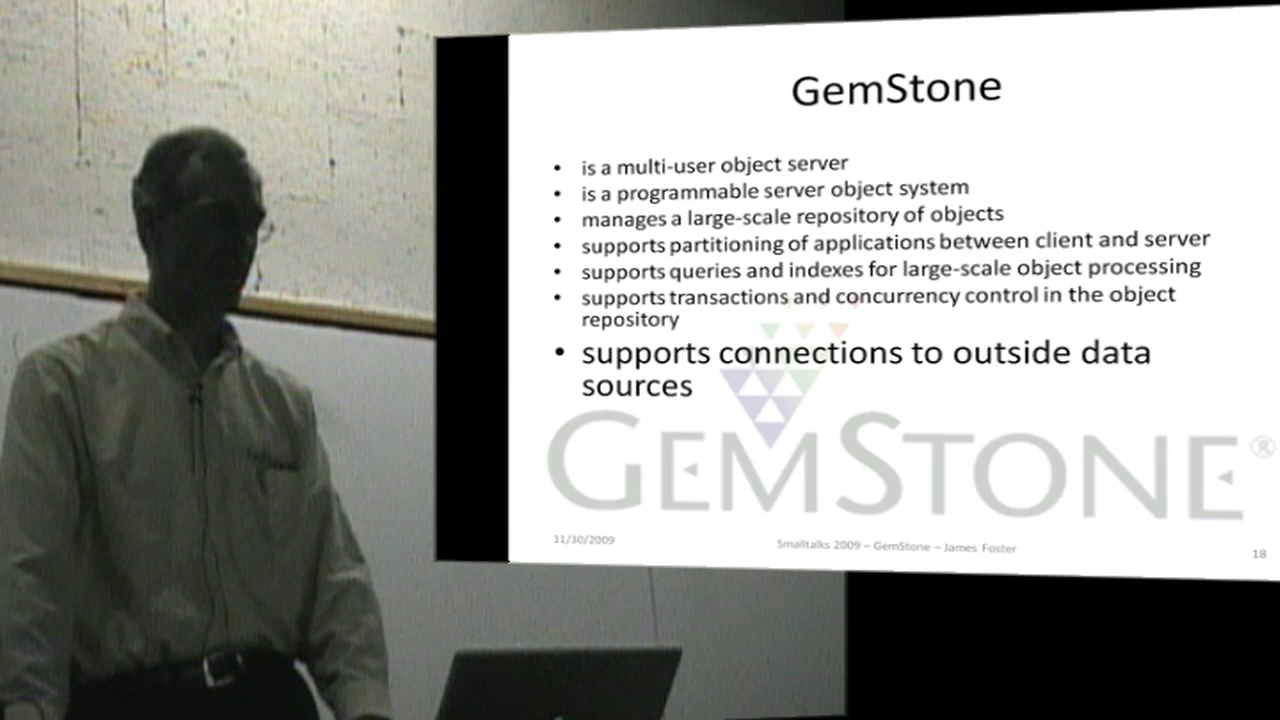 GemStone
• is a multi-user object server
• is a programmable server object system
• manages a large-scale repository of objects
• supports partitioning of applications between client and server
• supports queries and indexes for large-scale object processing
• supports transactions and concurrency control in the object
repository
• supports connections to outside data
sources
GEMSTONE®
11/30/2009
Smalltalks 2009 – GemStone – James Foster
18